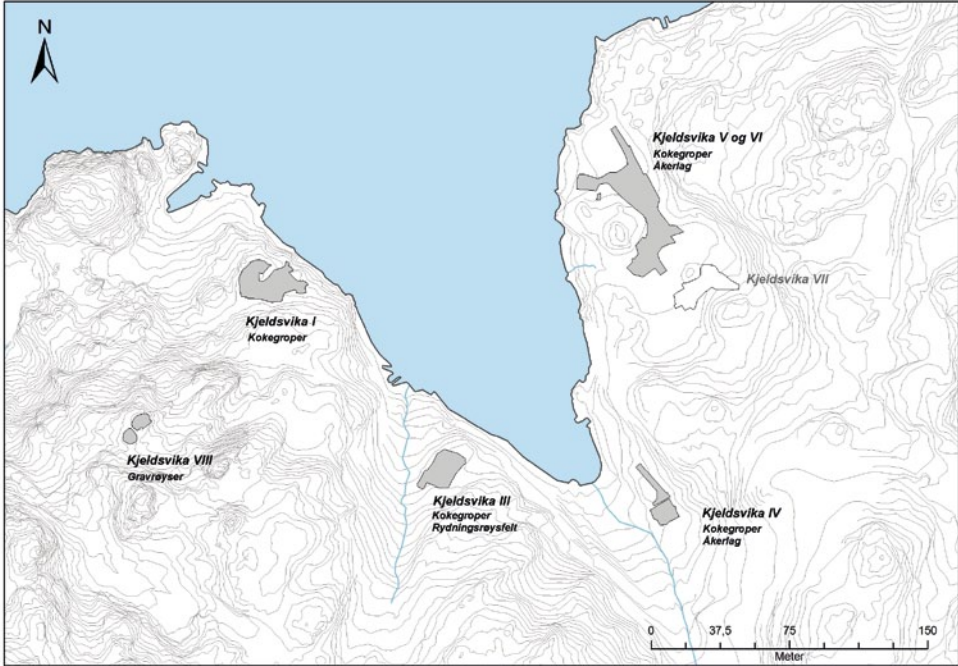 N
Kjeldsvika V og VI
Kokegroper
Åkerlag
Kjeldsvika VII
Kjeldsvika I
Kokegroper
Kjeldsvika VIII
Gravrøyser
Kjeldsvika III
Kokegroper
Rydningsrøysfelt
Kjeldsvika IV
Kokegroper
Åkerlag
0 37,5 75 150
Meter